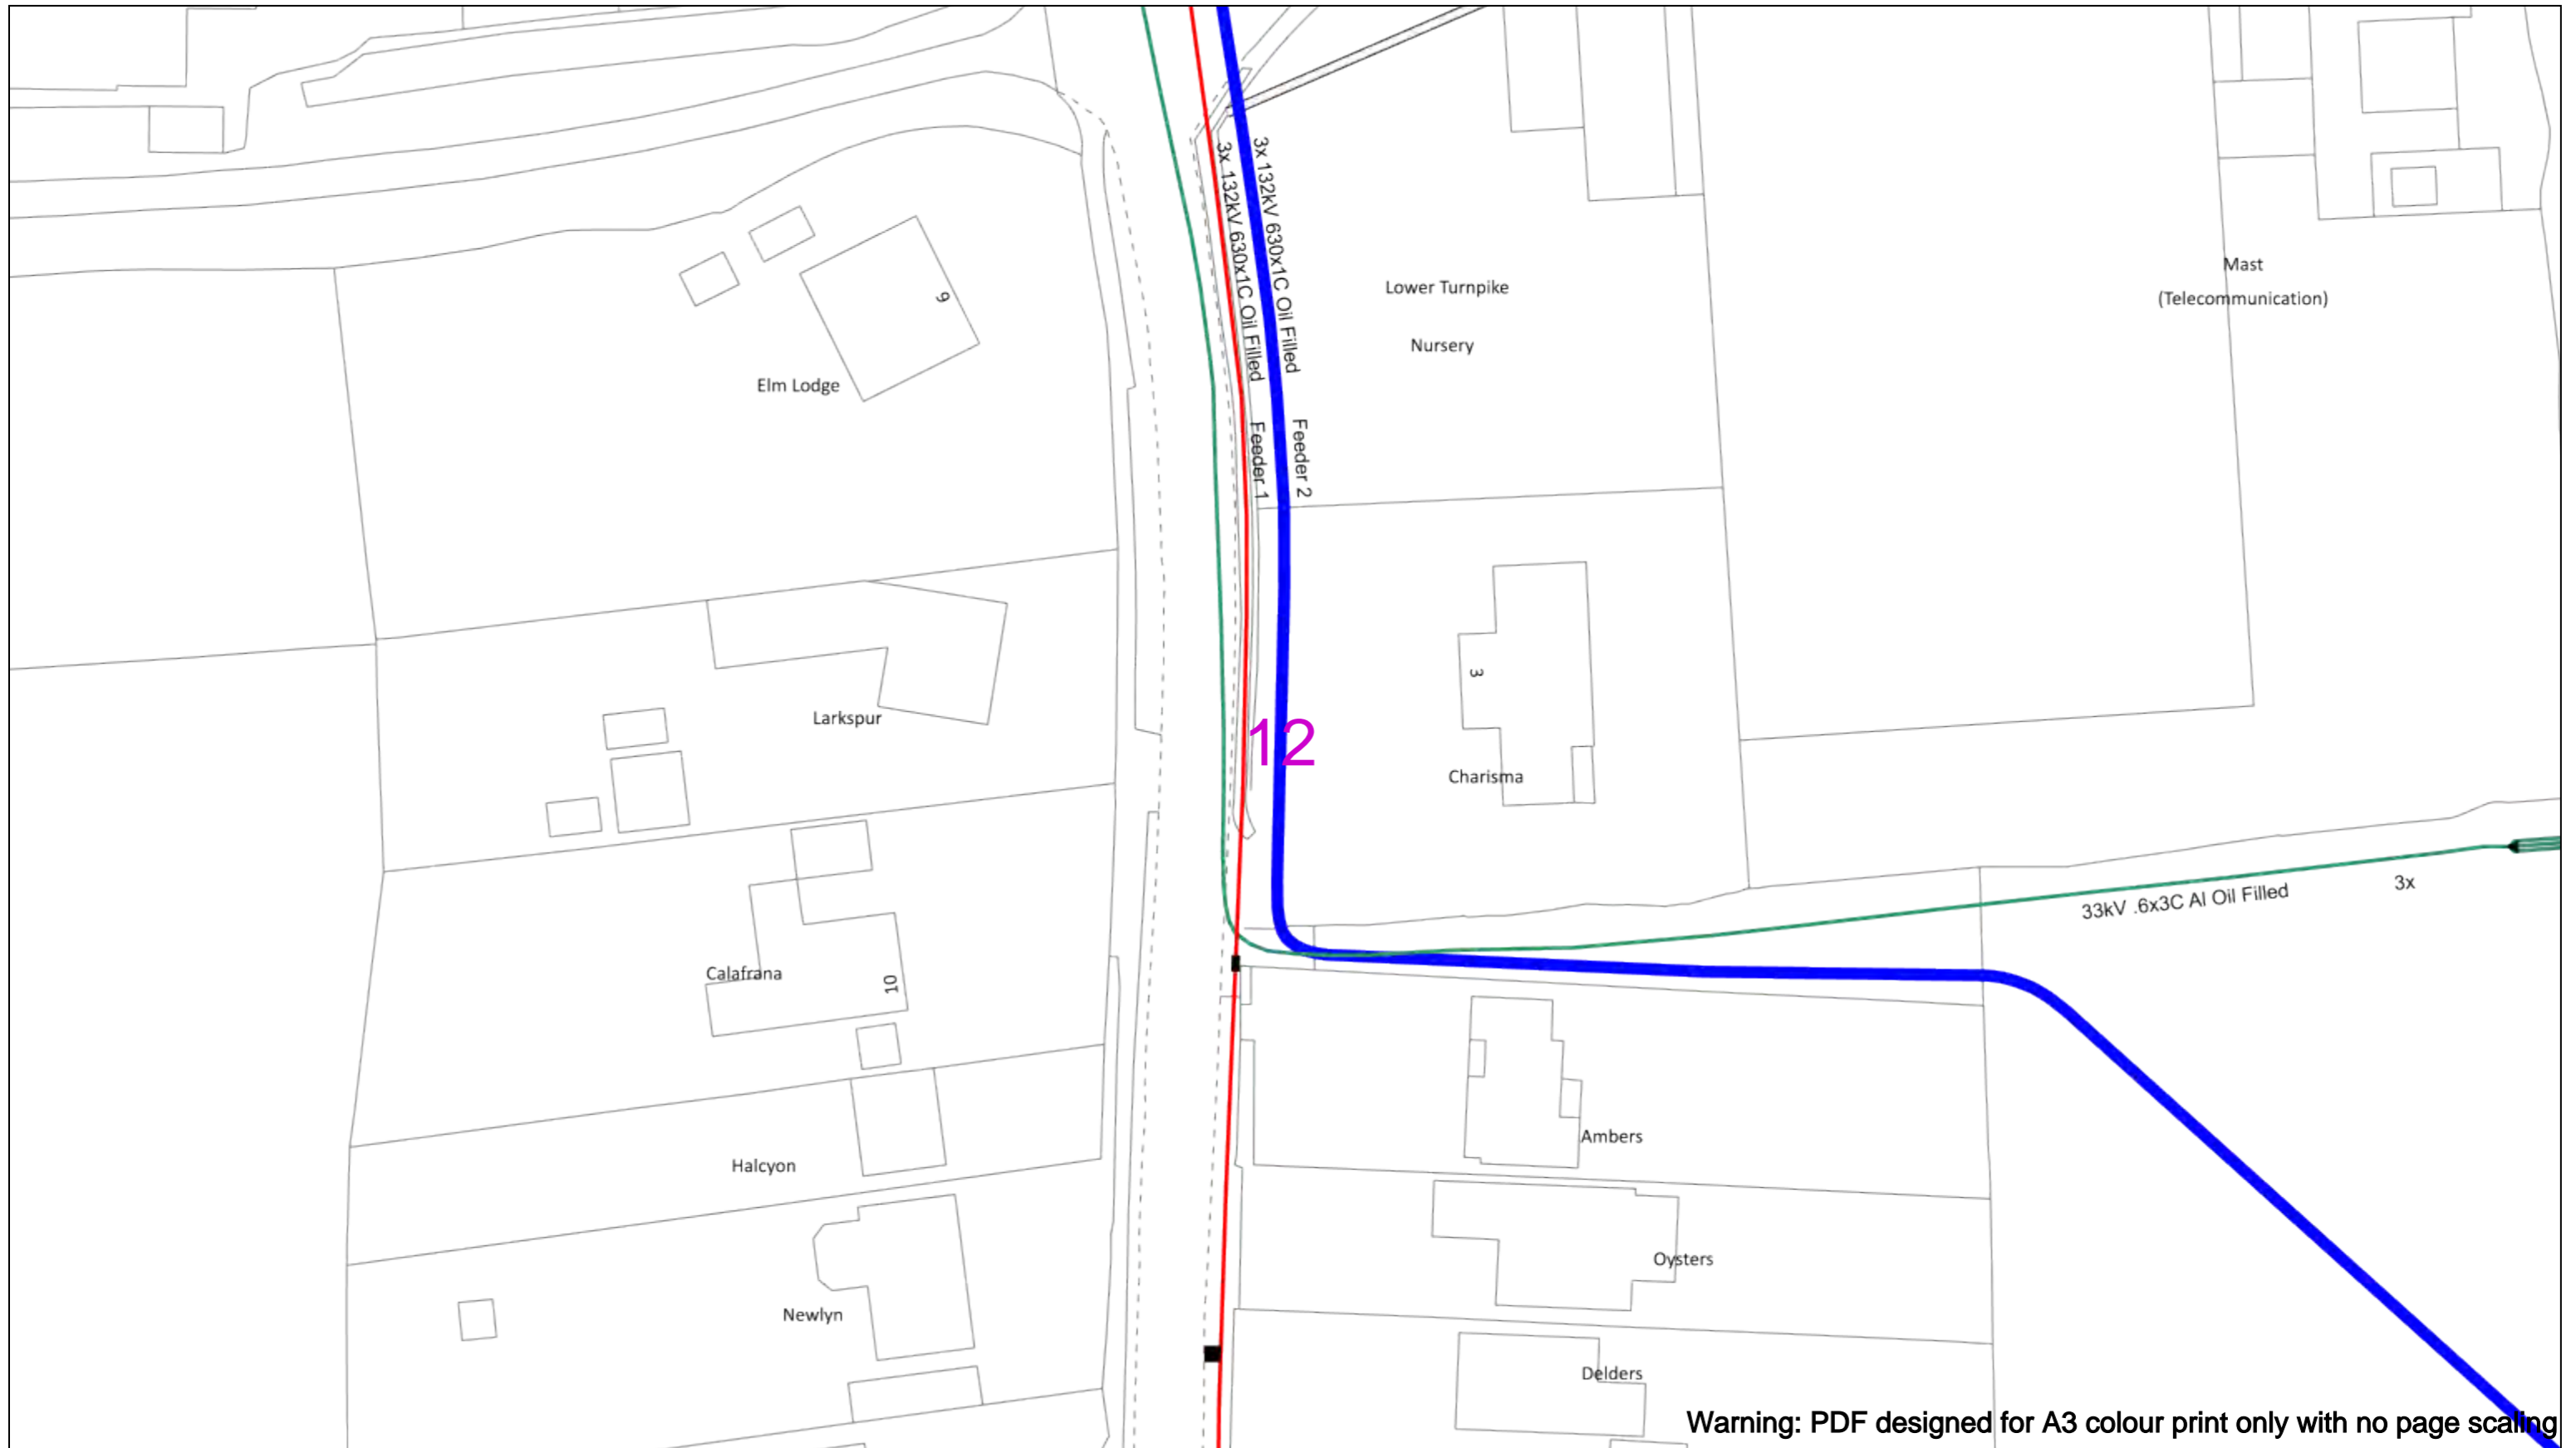 3x 132kV 630x1C Oil Filled
Feeder 2
3x 132kV 630x1C Oil Filled
Feeder 1
Lower Turnpike
Nursery
Mast
(Telecommunication)
9
Elm Lodge
3
Larkspur
12
Charisma
3x
33kV .6x3C Al Oil Filled
Calafrana
10
Ambers
Halcyon
Oysters
Newlyn
Delders
Warning: PDF designed for A3 colour print only with no page scaling